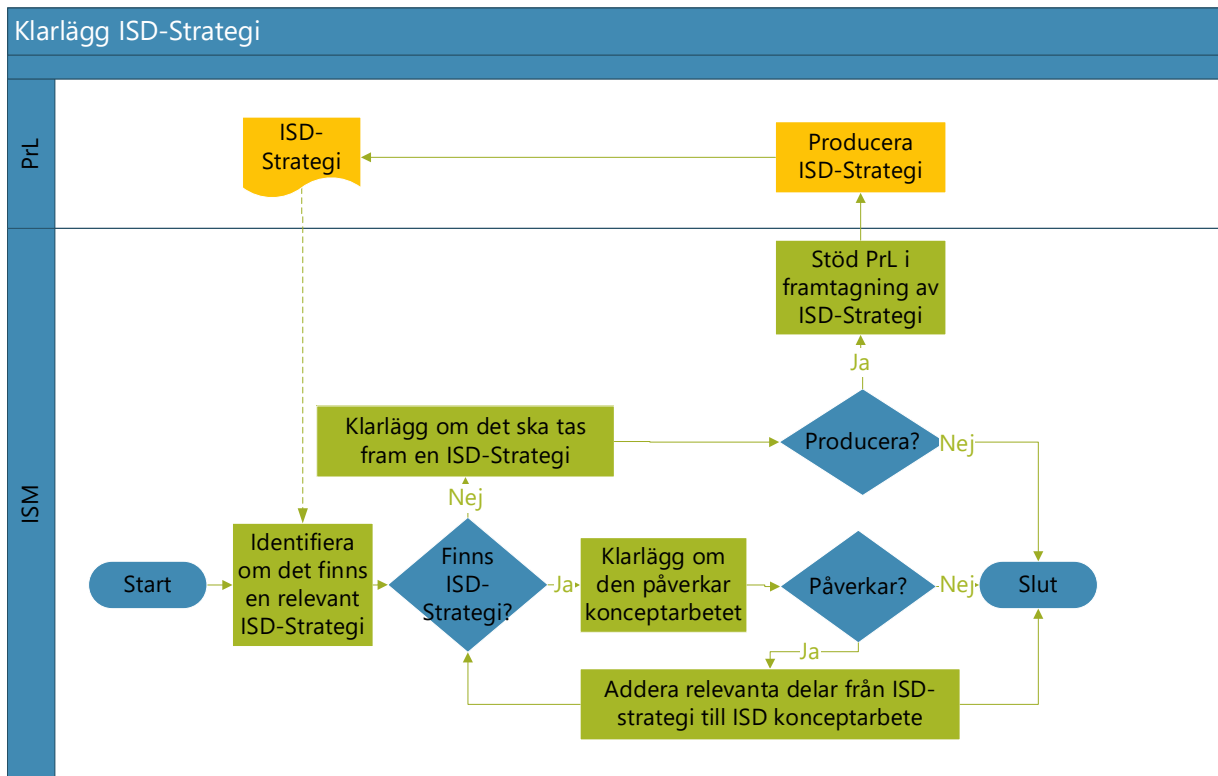 Klarlägg ISD-Strategi
PrL
ISD-
Strategi
Producera
ISD-Strategi
ISM
Stöd PrL i
framtagning av
ISD-Strategi
Ja
Klarlägg om det ska tas
fram en ISD-Strategi
Producera?
Nej
Nej
Start
Identifiera
om det finns
en relevant
ISD-Strategi
Finns
ISD-
Strategi?
Ja
Klarlägg om
den påverkar
konceptarbetet
Påverkar?
Nej
Slut
Ja
Addera relevanta delar från ISD-
strategi till ISD konceptarbete